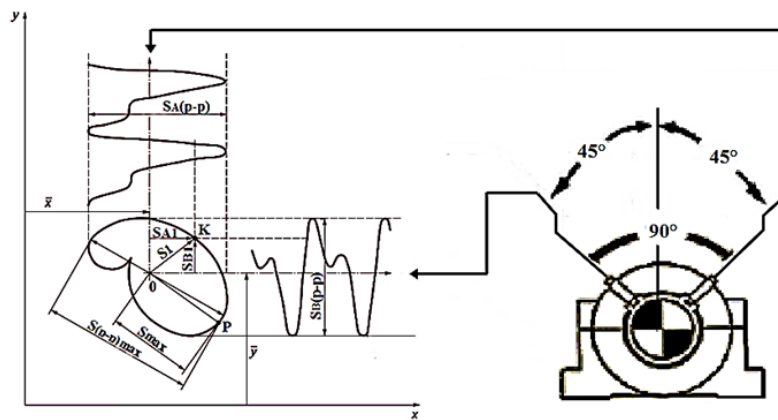 y
SA(p-p)
45°
45°
x̄
SA1
K
S1
SB1
90°
0
SB(p-p)
P
Smax
S(p-p)max
ȳ
x